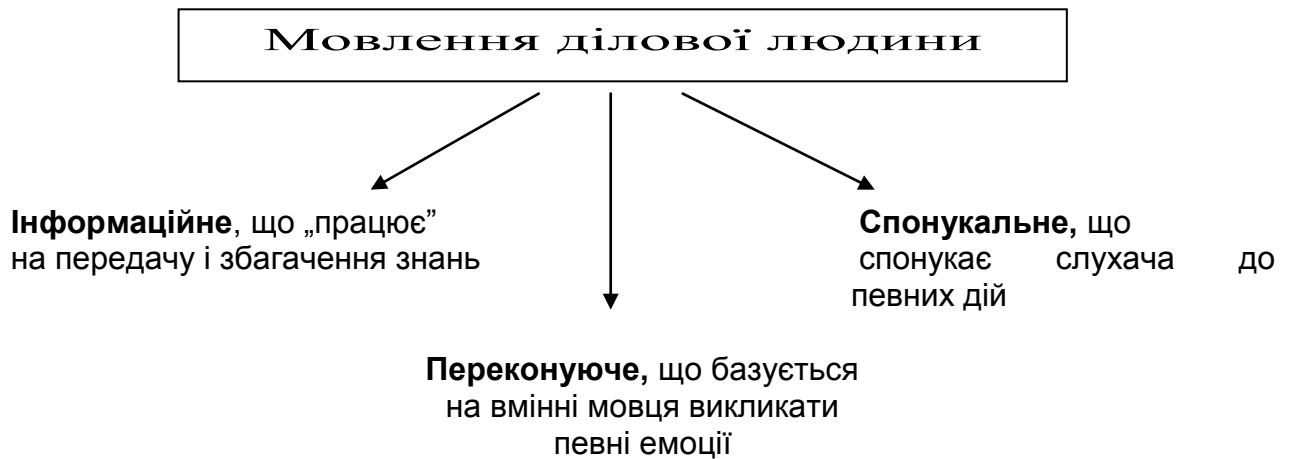 Мовлення ділової людини
Інформаційне, що „працює”
на передачу і збагачення знань
Спонукальне, що
спонукає слухача до
певних дій
Переконуюче, що базується
на вмінні мовця викликати
певні емоції